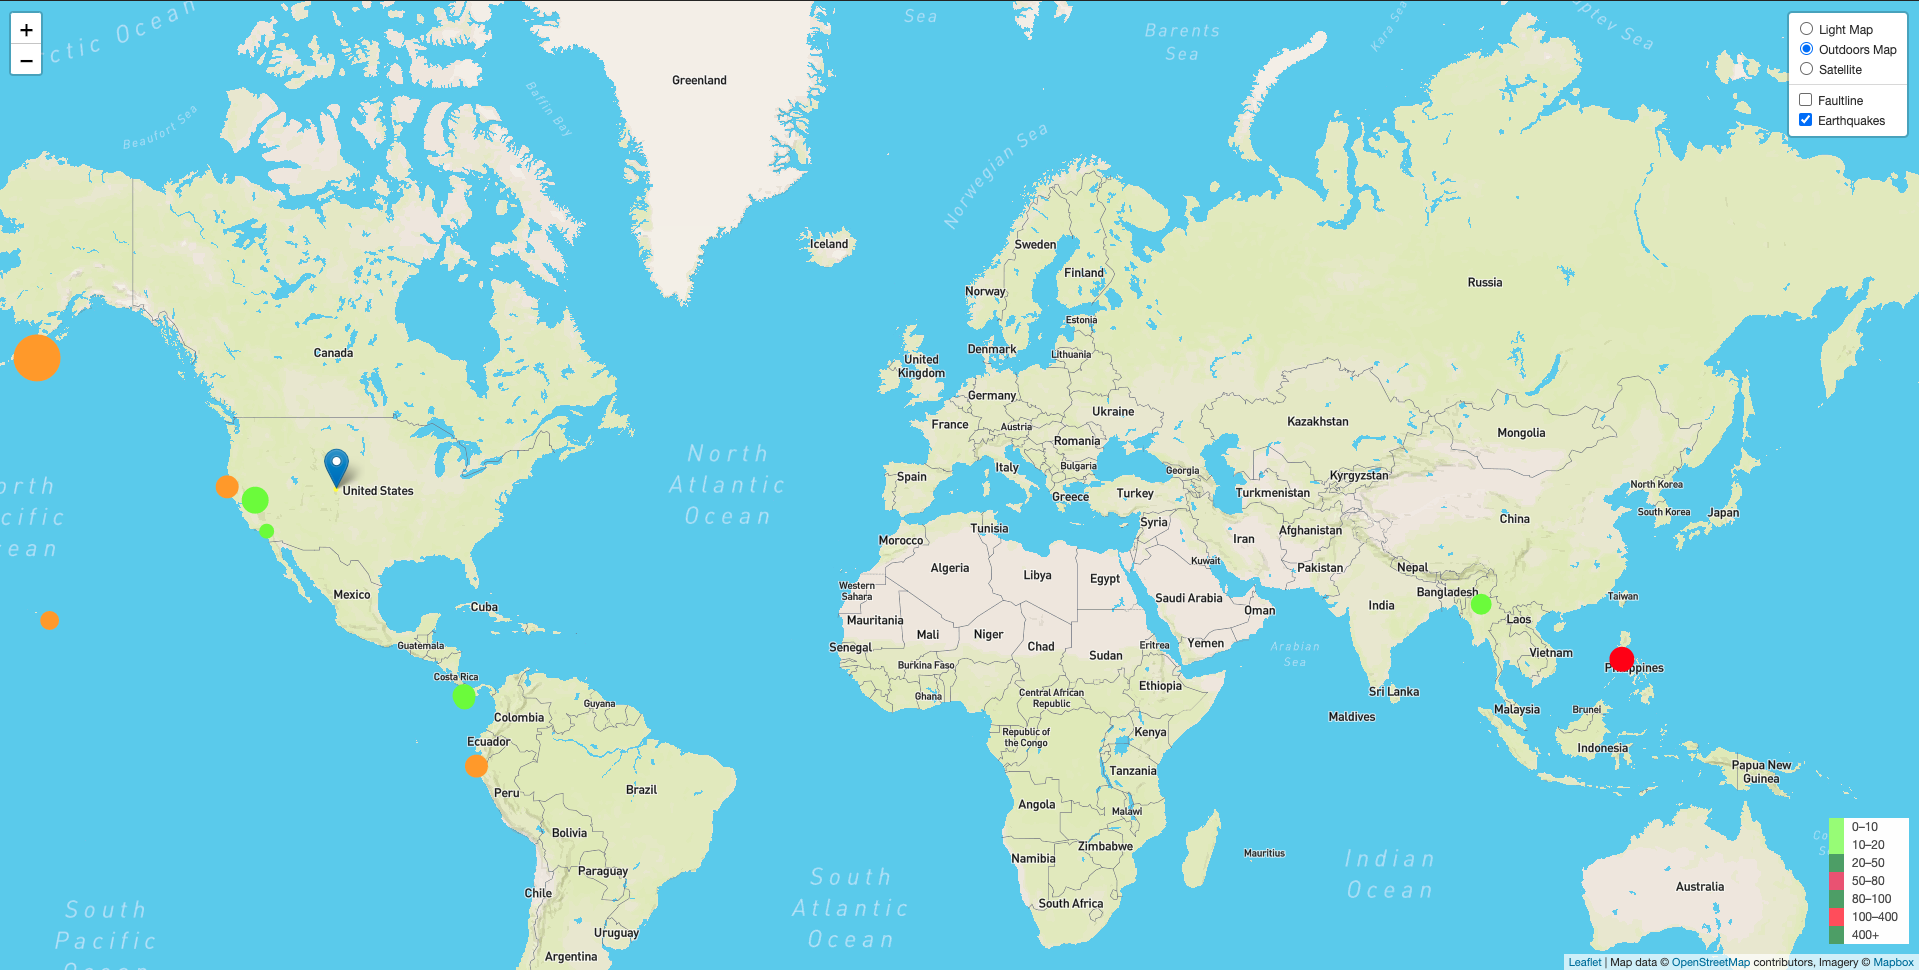 +
−
Light Map
Outdoors Map
Satellite
Faultline
Earthquakes
Arctic Ocean
Beaufort Sea
Baffin Bay
Greenland
Sea
Barents
Sea
Kara Sea
Laptev Sea
Norwegian Sea
Iceland
Sweden
Finland
Norway
Russia
Estonia
Denmark
Lithuania
United
Kingdom
Canada
Germany
Ukraine
France
Austria
Romania
Kazakhstan
Mongolia
Italy
Bulgaria
Georgia
Kyrgyzstan
Spain
Greece
Turkey
Turkmenistan
North Korea
United States
North
Atlantic
Ocean
North
Pacific
Ocean
Tunisia
Syria
Morocco
Afghanistan
Iran
China
South Korea
Japan
Algeria
Libya
Egypt
Kuwait
Pakistan
Nepal
Western
Sahara
Saudi Arabia
Oman
India
Bangladesh
Taiwan
Mexico
Cuba
Mauritania
Mali
Niger
Chad
Sudan
Eritrea
Yemen
Arabian
Sea
Laos
Vietnam
Philippines
Guatemala
Costa Rica
Senegal
Burkina Faso
Ghana
Central African
Republic
Ethiopia
Sri Lanka
Maldives
Malaysia
Brunei
Indonesia
Papua New
Guinea
Colombia
Guyana
Ecuador
Peru
Brazil
Bolivia
Paraguay
Chile
Uruguay
Argentina
Republic of
the Congo
Kenya
Tanzania
Angola
Malawi
Zimbabwe
Namibia
South Africa
Mauritius
Indian
Ocean
South
Atlantic
Ocean
South
Pacific
Ocean
Australia
0–10
10–20
20–50
50–80
80–100
100–400
400+
Leaflet | Map data © OpenStreetMap contributors, Imagery © Mapbox